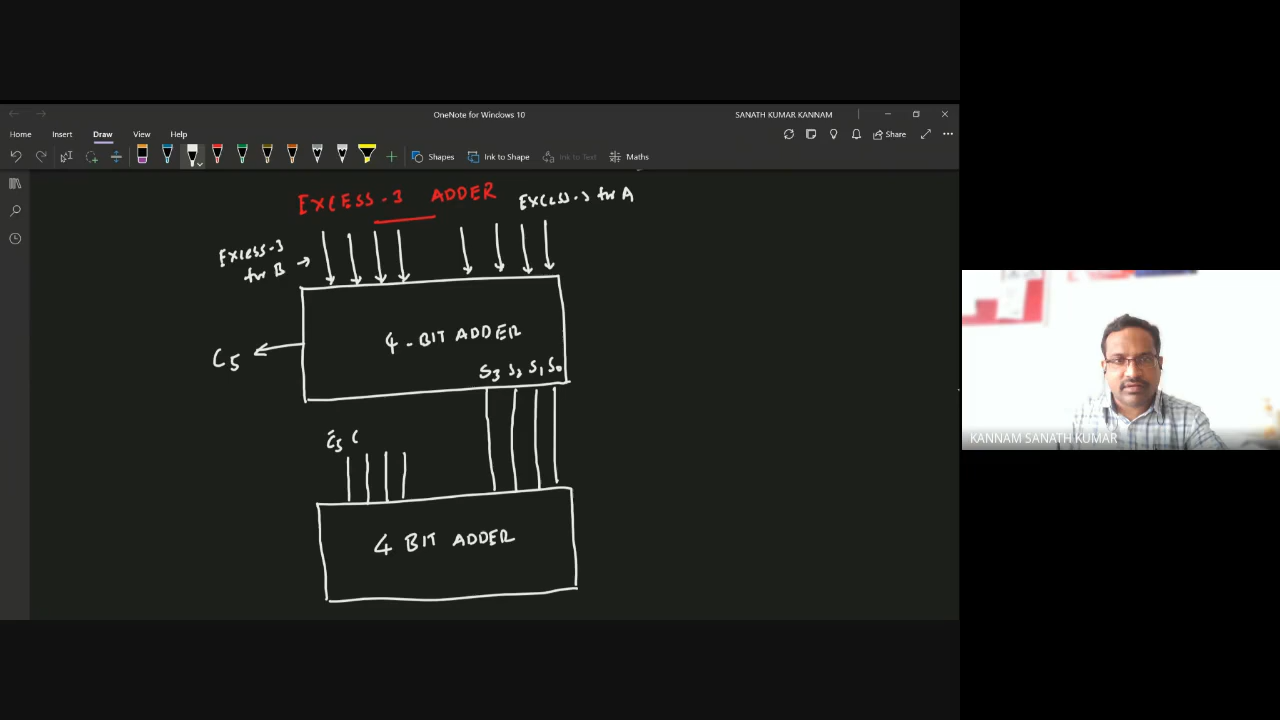 OneNote for Windows 10
SANATH KUMAR KANNAM
Home Insert Draw View Help
Share
Shapes Ink to Shape Ink to Text Maths
EXCESS-3 ADDER
Excess-3 for A
Excess-3
for B
4-BIT ADDER
C5
S3 S2 S1 S0
C̄5 C
4 BIT ADDER
KANNAM SANATH KUMAR